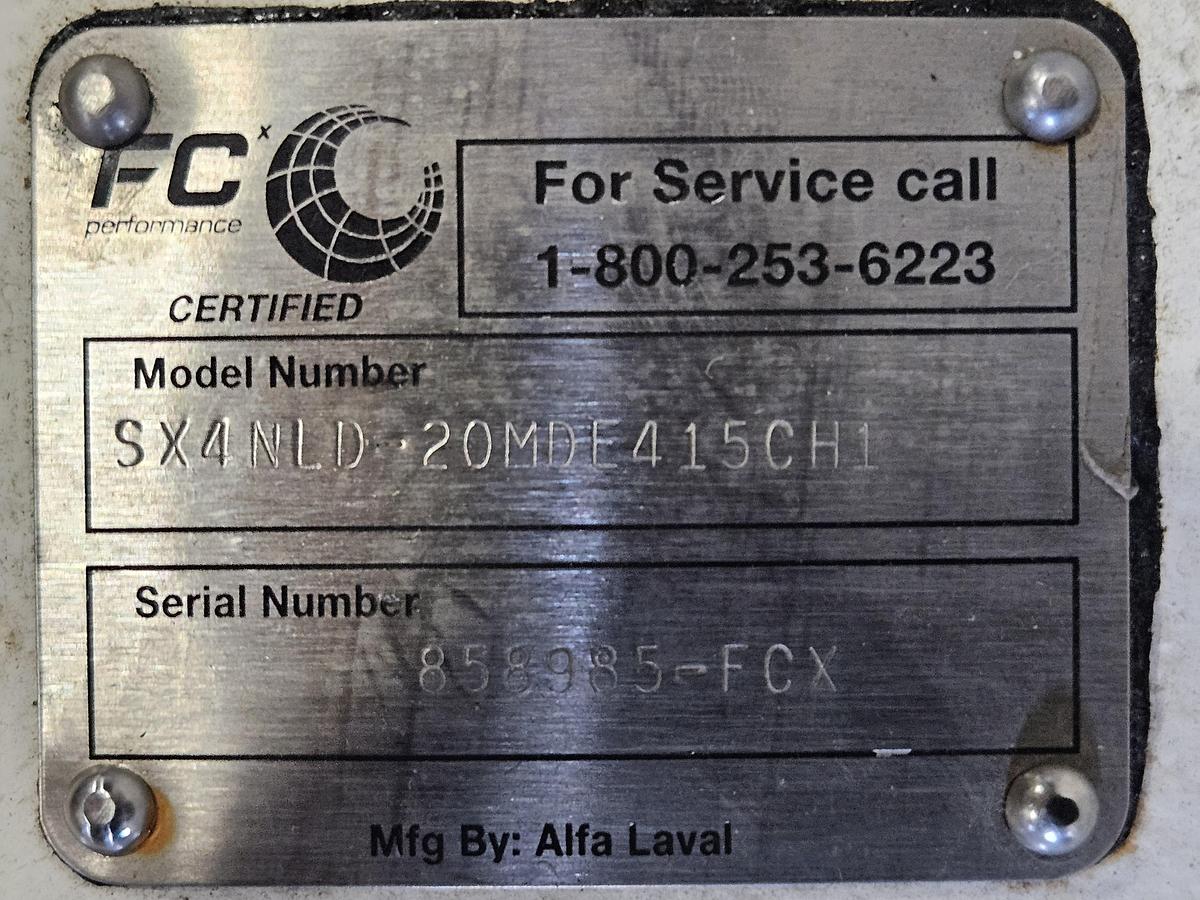 FCx
performance
CERTIFIED
For Service call
1-800-253-6223
Model Number
SX4NLD-20MDE415CH1
Serial Number
858985-FCX
Mfg By: Alfa Laval